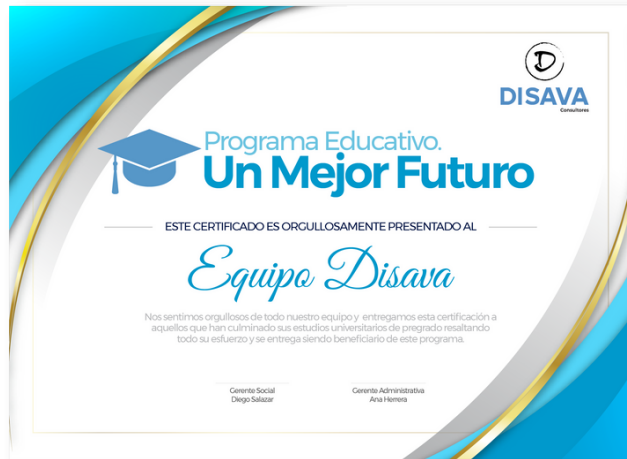 D
DISAVA
Consultores
Programa Educativo.
Un Mejor Futuro
ESTE CERTIFICADO ES ORGULLOSAMENTE PRESENTADO AL
Equipo Disava
Nos sentimos orgullosos de todo nuestro equipo y entregamos esta certificación a
aquellos que han culminado sus estudios universitarios de pregrado resaltando
todo su esfuerzo y se entrega siendo beneficiario de este programa.
Gerente Social
Diego Salazar
Gerente Administrativa
Ana Herrera